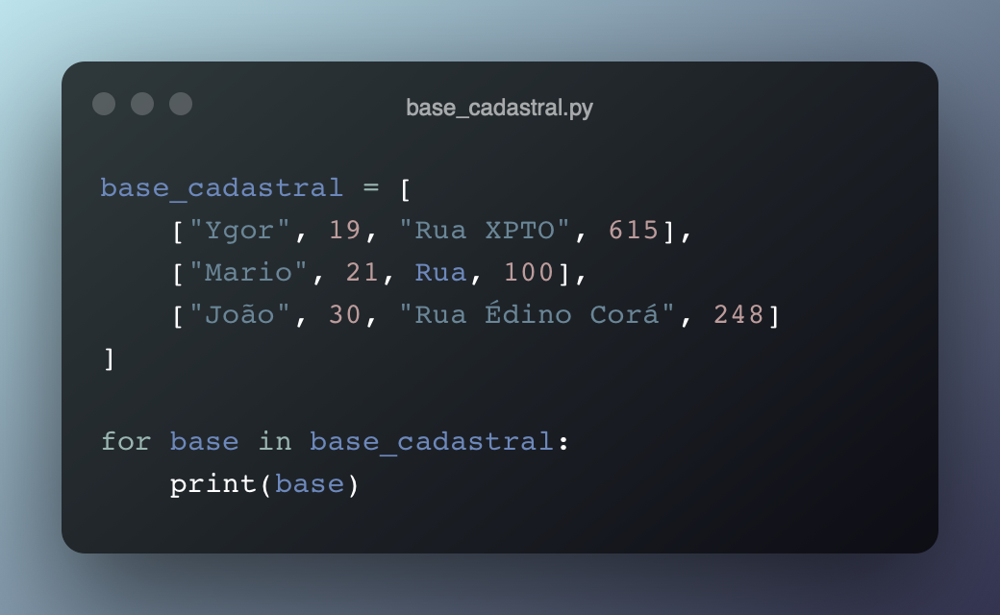 base_cadastral.py
base_cadastral = [
    ["Ygor", 19, "Rua XPTO", 615],
    ["Mario", 21, Rua, 100],
    ["João", 30, "Rua Édino Corá", 248]
]
for base in base_cadastral:
    print(base)